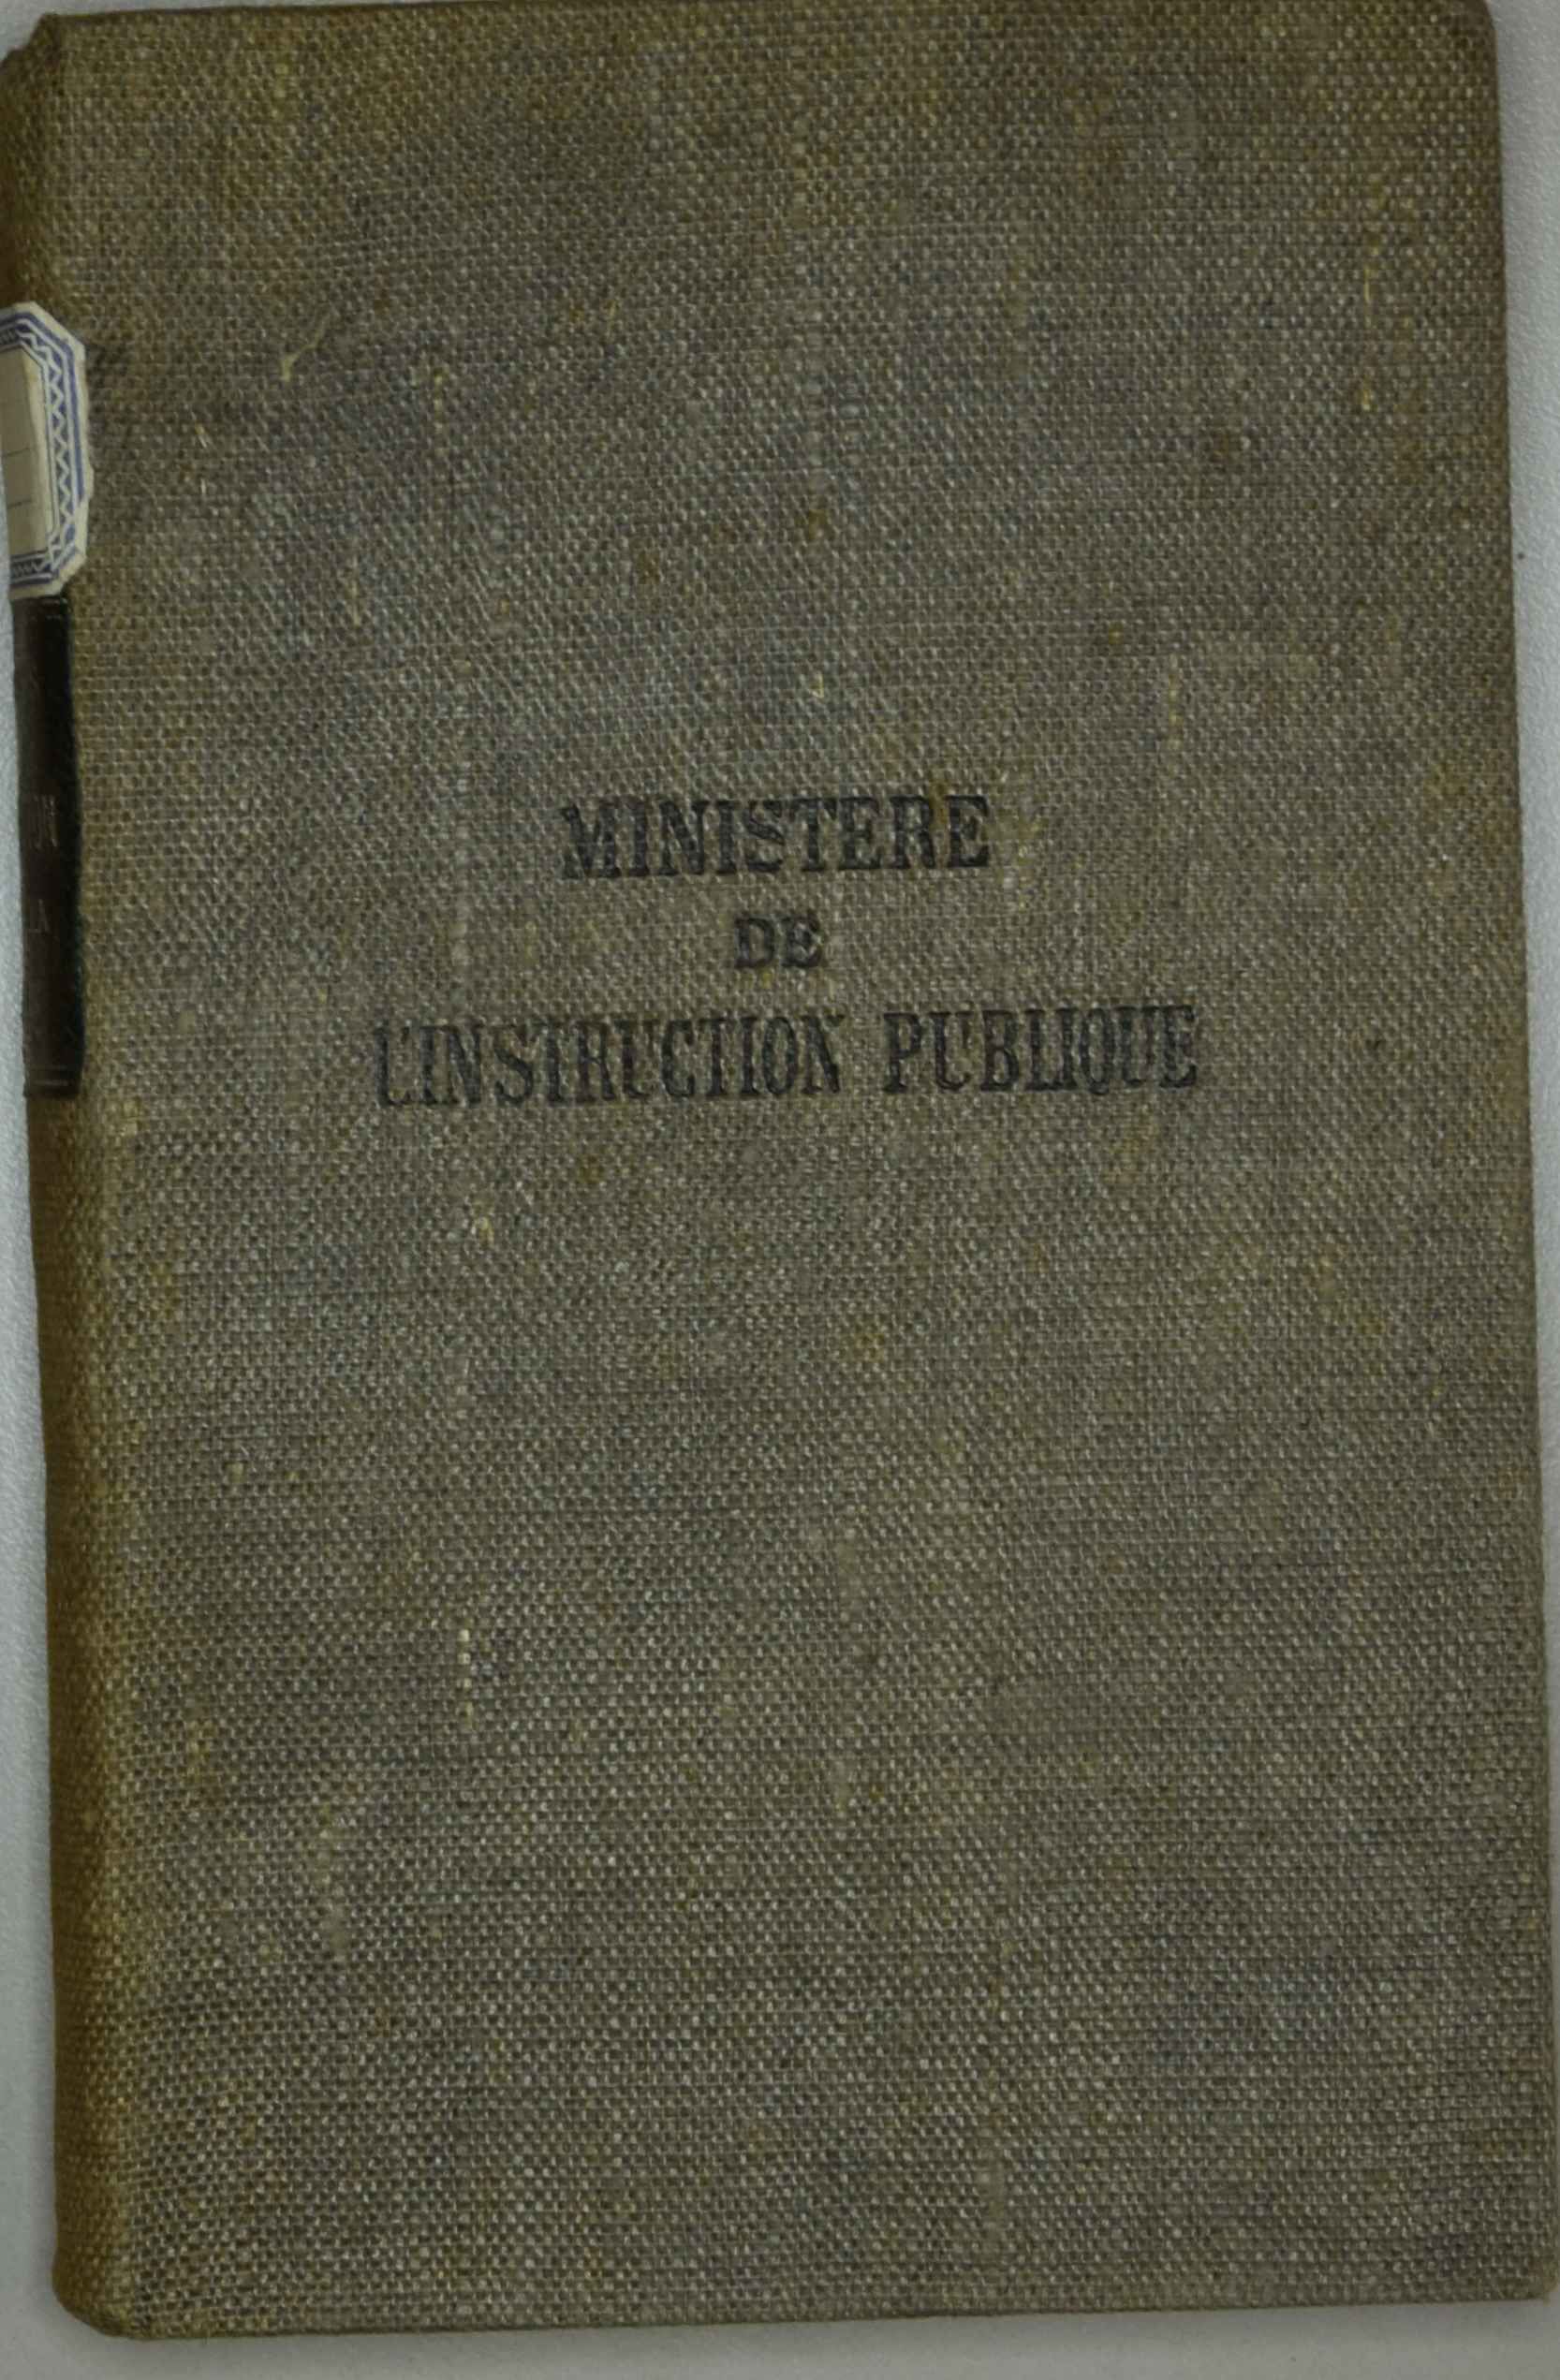 MINISTERE
DE
L'INSTRUCTION PUBLIQUE